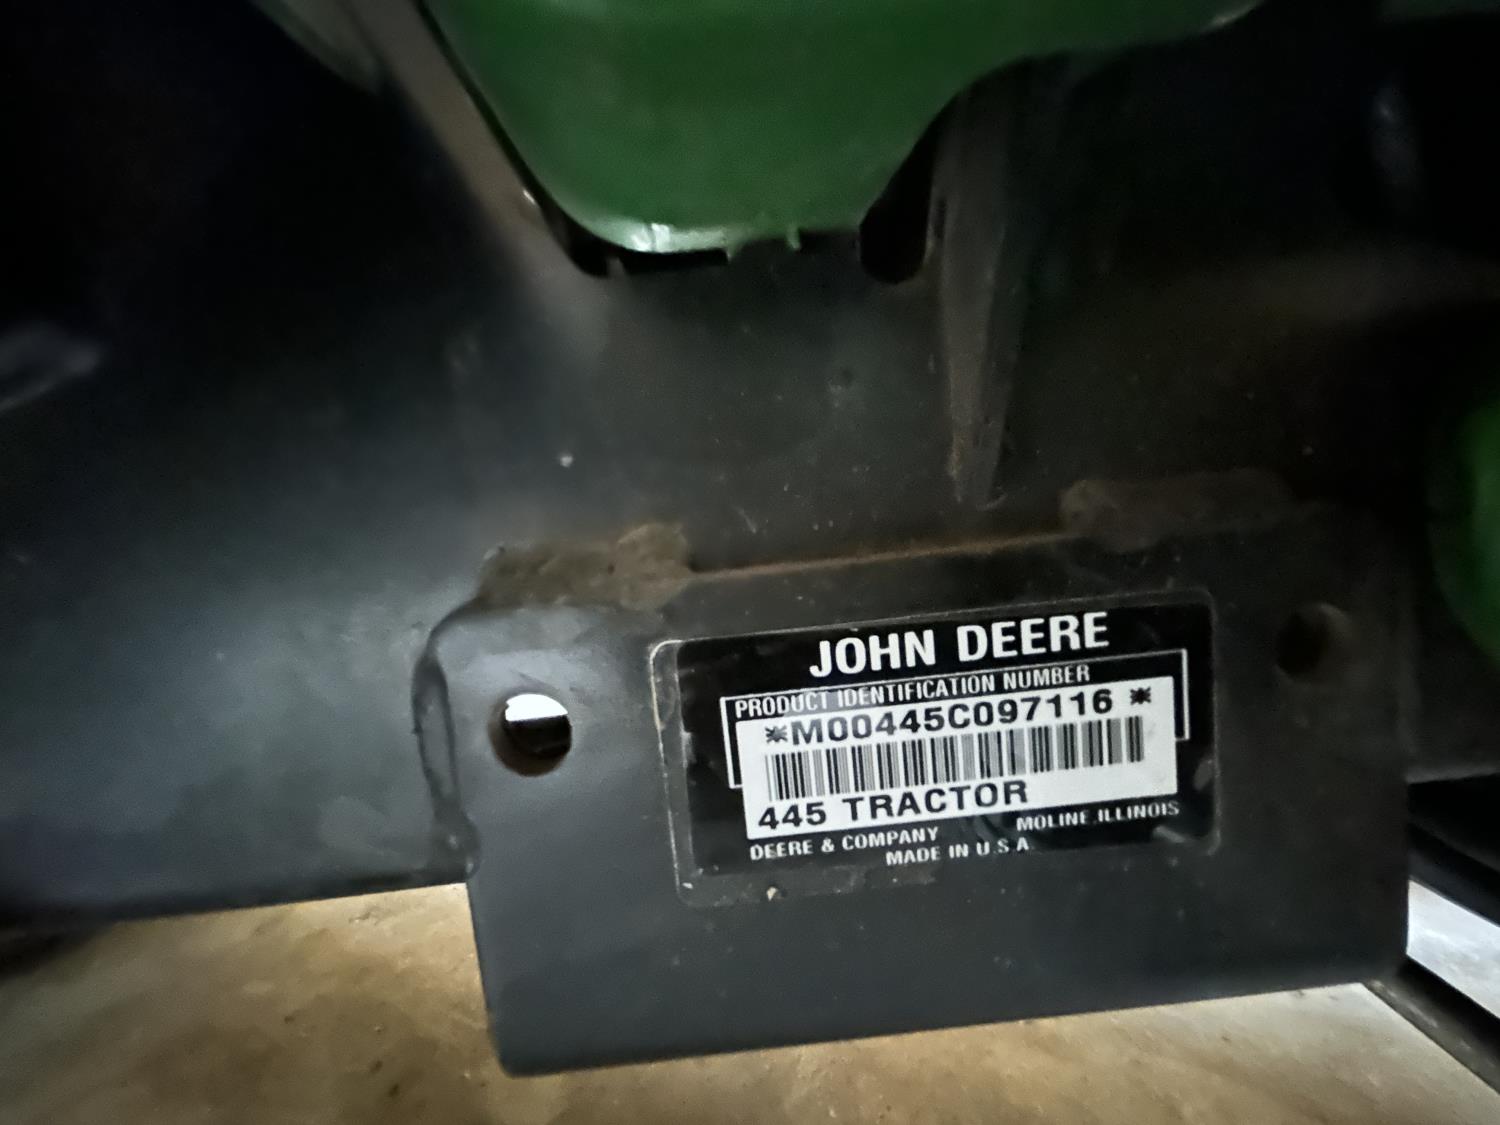 JOHN DEERE
PRODUCT IDENTIFICATION NUMBER
*M00445C097116 *
445 TRACTOR
DEERE & COMPANY MOLINE, ILLINOIS
MADE IN U.S.A.